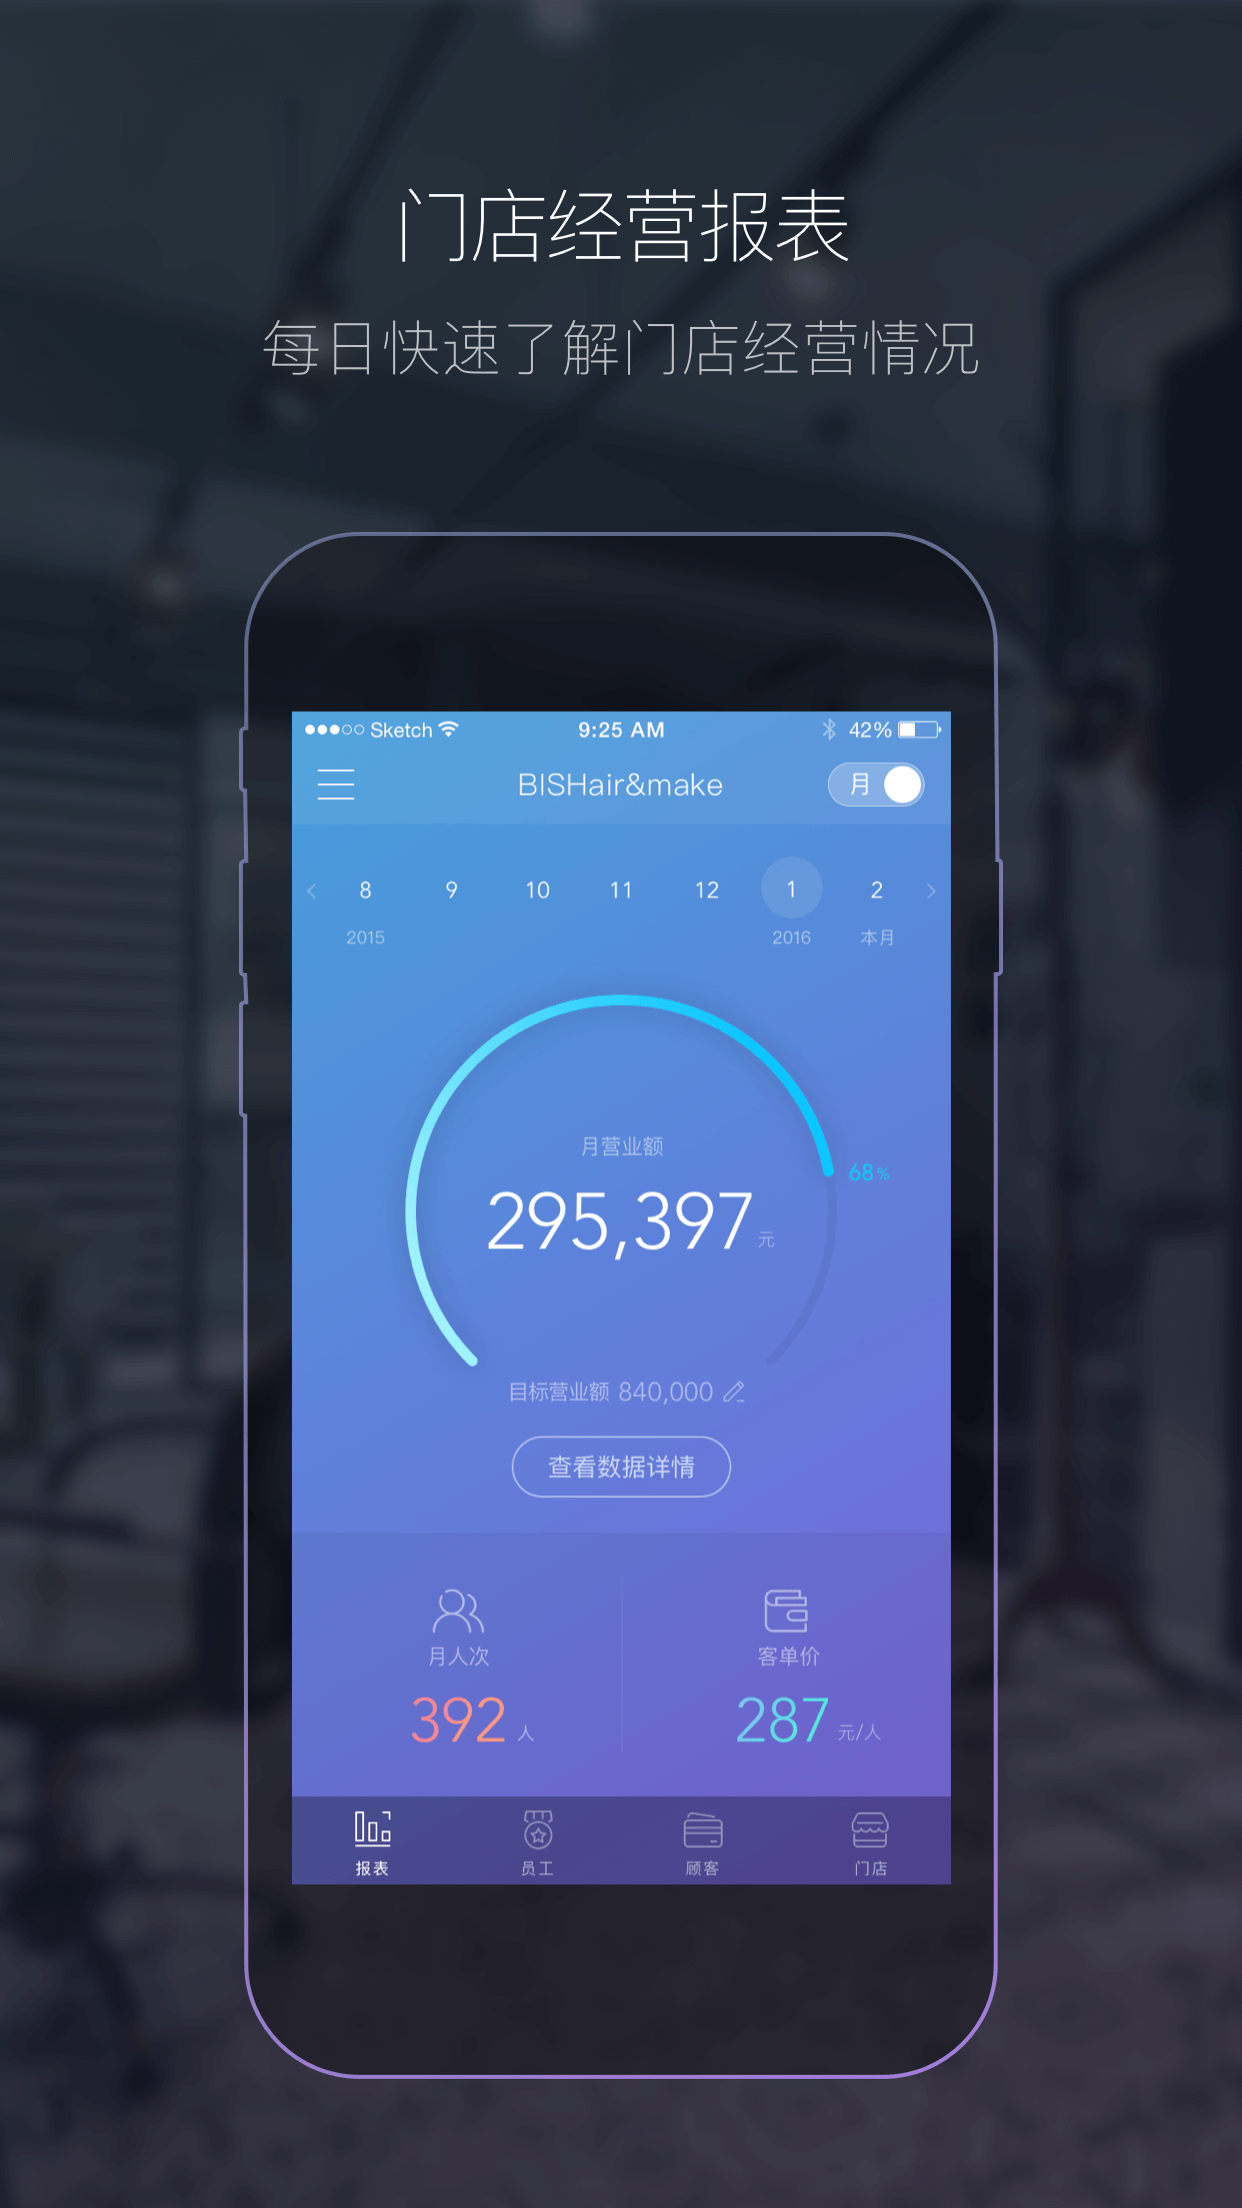 门店经营报表
每日快速了解门店经营情况
Sketch 9:25 AM 42%
BISHair&make 月
8 9 10 11 12 1 2
2015 2016 本月
月营业额
68%
295,397 元
目标营业额 840,000
查看数据详情
月人次 客单价
392 人 287 元/人
报表 员工 顾客 门店